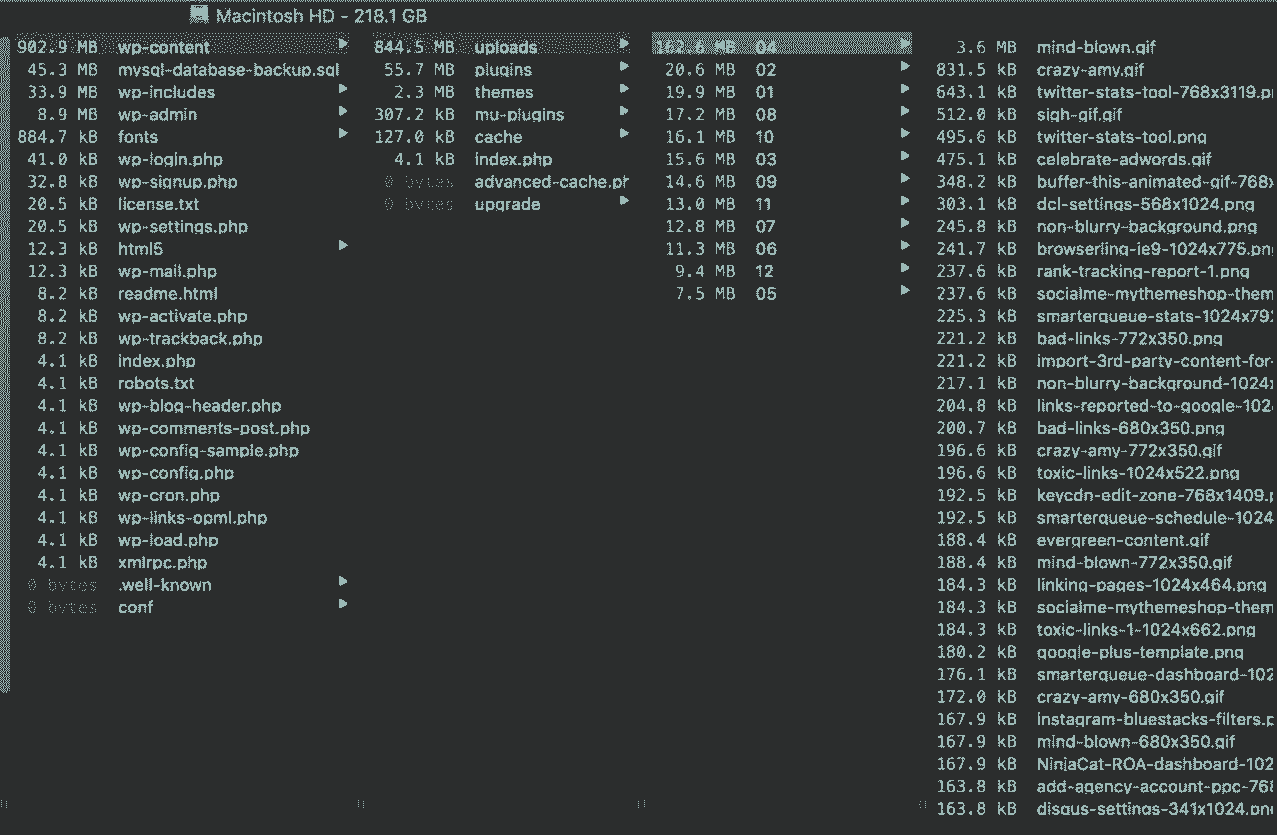 Macintosh HD - 218.1 GB
902.9 MB wp-content
45.3 MB mysql-database-backup.sql
33.9 MB wp-includes
8.9 MB wp-admin
884.7 kB fonts
41.0 kB wp-login.php
32.8 kB wp-signup.php
20.5 kB license.txt
20.5 kB wp-settings.php
12.3 kB html5
12.3 kB wp-mail.php
8.2 kB readme.html
8.2 kB wp-activate.php
8.2 kB wp-trackback.php
4.1 kB index.php
4.1 kB robots.txt
4.1 kB wp-blog-header.php
4.1 kB wp-comments-post.php
4.1 kB wp-config-sample.php
4.1 kB wp-config.php
4.1 kB wp-cron.php
4.1 kB wp-links-opml.php
4.1 kB wp-load.php
4.1 kB xmlrpc.php
0 bytes .well-known
0 bytes conf
844.5 MB uploads
55.7 MB plugins
2.3 MB themes
307.2 kB mu-plugins
127.0 kB cache
4.1 kB index.php
0 bytes advanced-cache.ph
0 bytes upgrade
162.6 MB 04
20.6 MB 02
19.9 MB 01
17.2 MB 08
16.1 MB 10
15.6 MB 03
14.6 MB 09
13.0 MB 11
12.8 MB 07
11.3 MB 06
9.4 MB 12
7.5 MB 05
3.6 MB mind-blown.gif
831.5 kB crazy-amy.gif
643.1 kB twitter-stats-tool-768x3119.p
512.0 kB sigh-gif.gif
495.6 kB twitter-stats-tool.png
475.1 kB celebrate-adwords.gif
348.2 kB buffer-this-animated-gif-768x
303.1 kB dcl-settings-568x1024.png
245.8 kB non-blurry-background.png
241.7 kB browserling-ie9-1024x775.pn
237.6 kB rank-tracking-report-1.png
237.6 kB socialme-mythemeshop-them
225.3 kB smarterqueue-stats-1024x79
221.2 kB bad-links-772x350.png
221.2 kB import-3rd-party-content-for-
217.1 kB non-blurry-background-1024
204.8 kB links-reported-to-google-102
200.7 kB bad-links-680x350.png
196.6 kB crazy-amy-772x350.gif
196.6 kB toxic-links-1024x522.png
192.5 kB keycdn-edit-zone-768x1409.p
192.5 kB smarterqueue-schedule-1024
188.4 kB evergreen-content.gif
188.4 kB mind-blown-772x350.gif
184.3 kB linking-pages-1024x464.png
184.3 kB socialme-mythemeshop-them
184.3 kB toxic-links-1-1024x662.png
180.2 kB google-plus-template.png
176.1 kB smarterqueue-dashboard-102
172.0 kB crazy-amy-680x350.gif
167.9 kB instagram-bluestacks-filters.p
167.9 kB mind-blown-680x350.gif
167.9 kB NinjaCat-ROA-dashboard-102
163.8 kB add-agency-account-ppc-768
163.8 kB disqus-settings-341x1024.pn